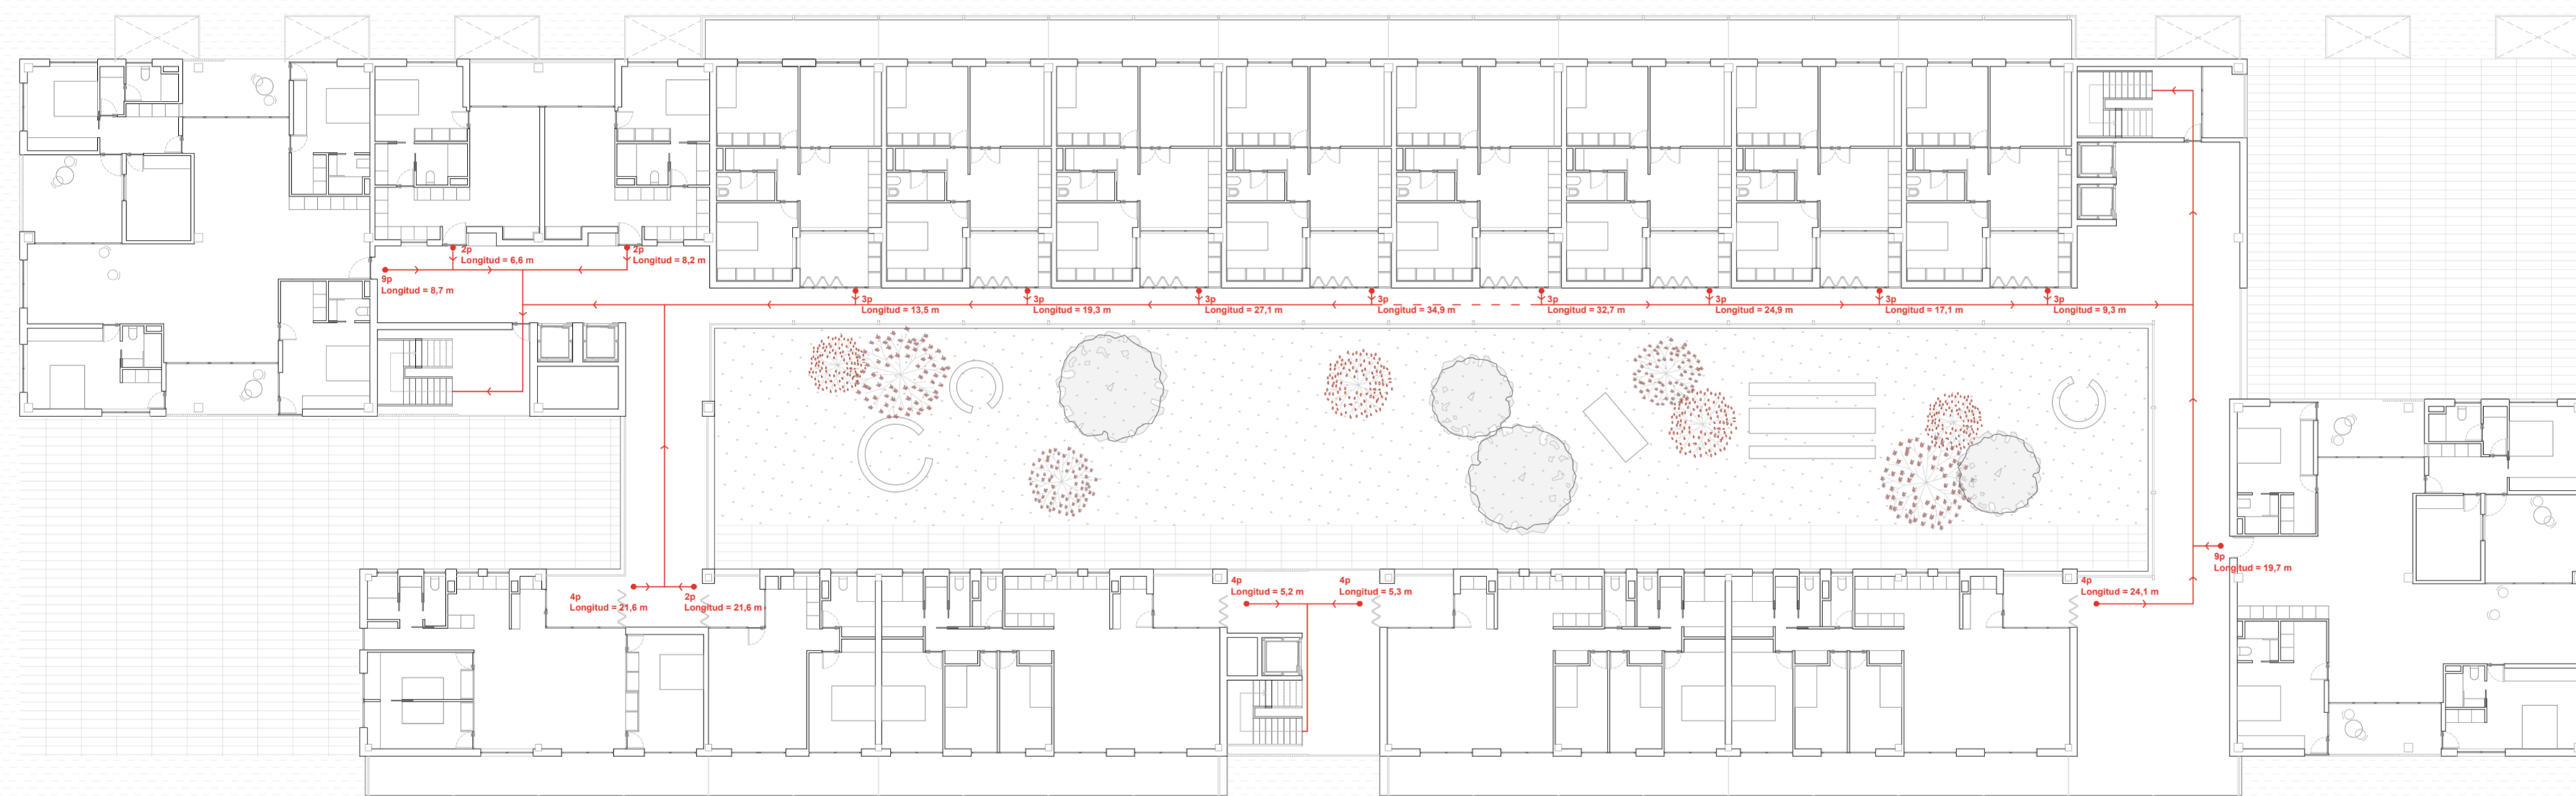 2p
Longitud = 6,6 m
2p
Longitud = 8,2 m
9p
Longitud = 8,7 m
3p
Longitud = 13,5 m
3p
Longitud = 19,3 m
3p
Longitud = 27,1 m
3p
Longitud = 34,9 m
3p
Longitud = 32,7 m
3p
Longitud = 24,9 m
3p
Longitud = 17,1 m
3p
Longitud = 9,3 m
9p
Longitud = 19,7 m
4p
Longitud = 21,6 m
2p
Longitud = 21,6 m
4p
Longitud = 5,2 m
4p
Longitud = 5,3 m
4p
Longitud = 24,1 m